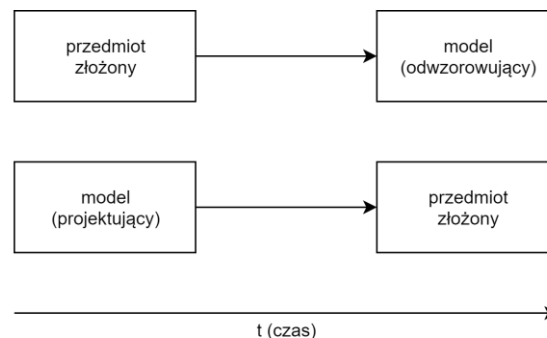 przedmiot
złożony
model
(odwzorowujący)
model
(projektujący)
przedmiot
złożony
t (czas)